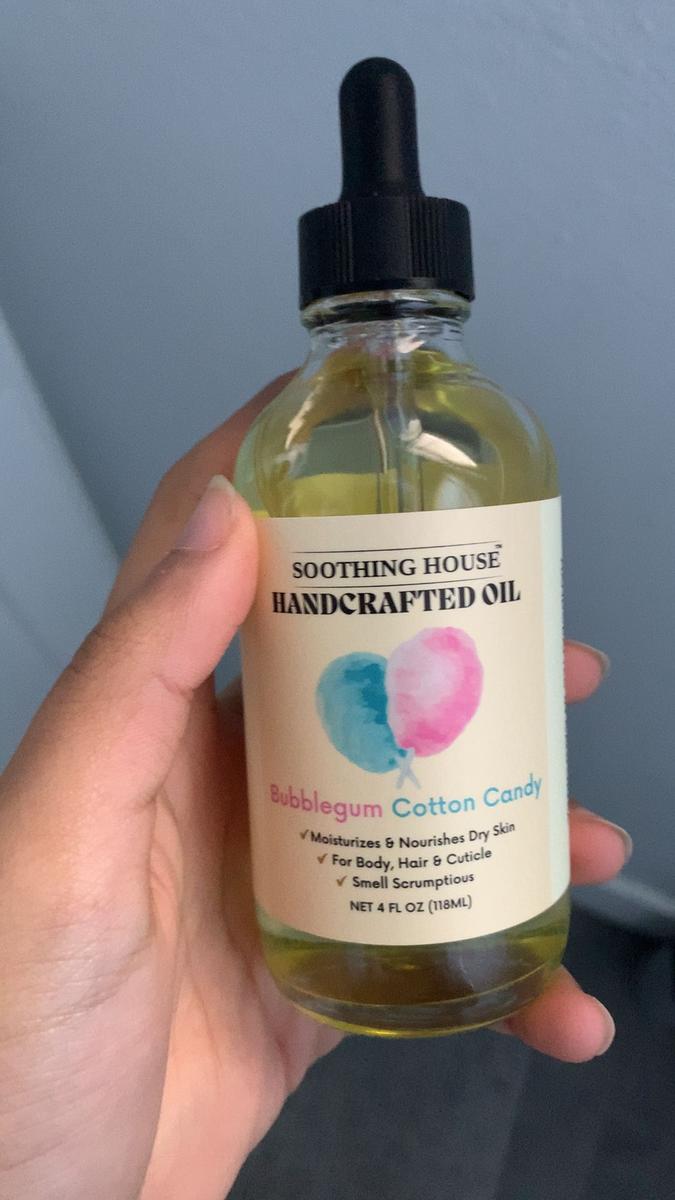 SOOTHING HOUSE™
HANDCRAFTED OIL
Bubblegum Cotton Candy
✓Moisturizes & Nourishes Dry Skin
✓ For Body, Hair & Cuticle
✓ Smell Scrumptious
NET 4 FL OZ (118ML)